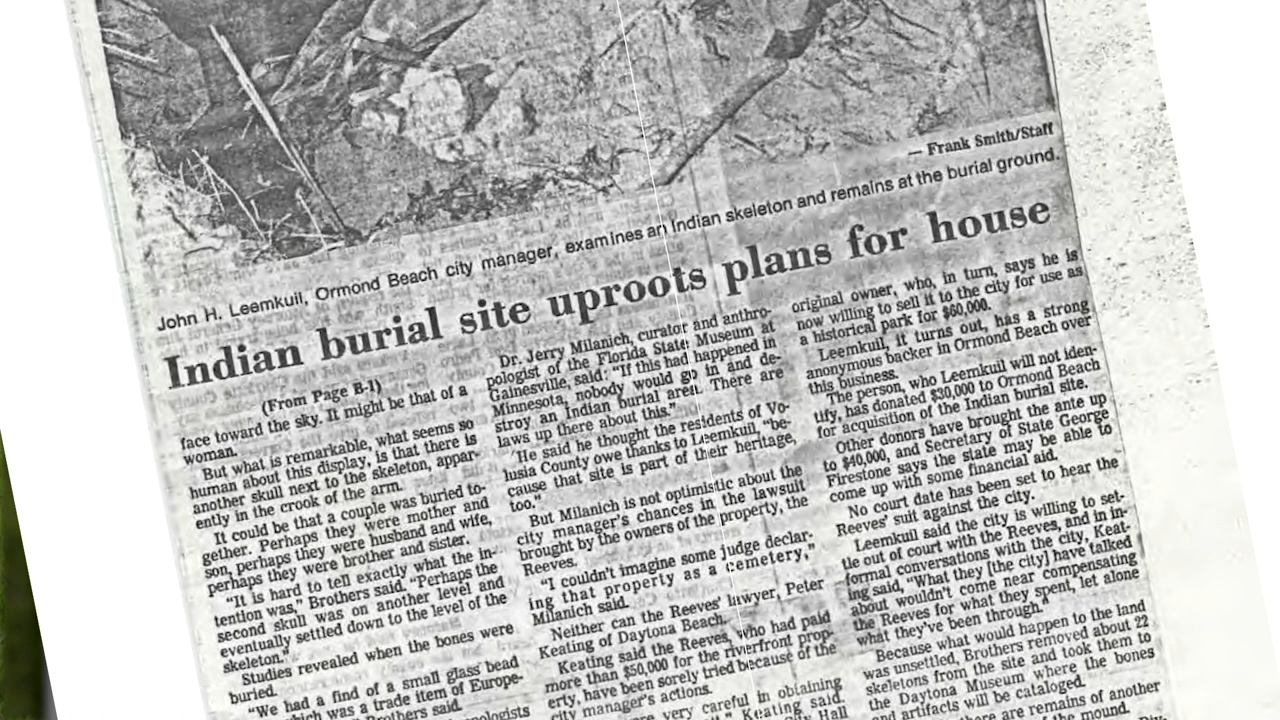 — Frank Smith/Staff
John H. Leemkuil, Ormond Beach city manager, examines an Indian skeleton and remains at the burial ground.
Indian burial site uproots plans for house
(From Page B-1)
face toward the sky. It might be that of a
woman.
But what is remarkable, what seems so
human about this display, is that there is
another skull next to the skeleton, appar-
ently in the crook of the arm.
It could be that a couple was buried to-
gether. Perhaps they were mother and
son, perhaps they were husband and wife,
perhaps they were brother and sister.
"It is hard to tell exactly what the in-
tention was," Brothers said. "Perhaps the
second skull was on another level and
eventually settled down to the level of the
skeleton."
Studies revealed when the bones were
buried.
"We had a find of a small glass bead
which was a trade item of Europe-
Brothers said.
ologists
Dr. Jerry Milanich, curator and anthro-
pologist of the Florida State Museum at
Gainesville, said: "If this had happened in
Minnesota, nobody would go in and de-
stroy an Indian burial area. There are
laws up there about this."
"He said he thought the residents of Vo-
lusia County owe thanks to Leemkuil, "be-
cause that site is part of their heritage,
too."
But Milanich is not optimistic about the
city manager's chances in the lawsuit
brought by the owners of the property, the
Reeves.
"I couldn't imagine some judge declar-
ing that property as a cemetery,"
Milanich said.
Neither can the Reeves' lawyer, Peter
Keating of Daytona Beach.
Keating said the Reeves, who had paid
more than $50,000 for the riverfront prop-
erty, have been sorely tried because of the
city manager's actions.
were very careful in obtaining
Keating said.
City Hall
original owner, who, in turn, says he is
now willing to sell it to the city for use as
a historical park for $60,000.
Leemkuil, it turns out, has a strong
anonymous backer in Ormond Beach over
this business.
The person, who Leemkuil will not iden-
tify, has donated $30,000 to Ormond Beach
for acquisition of the Indian burial site.
Other donors have brought the ante up
to $40,000, and Secretary of State George
Firestone says the state may be able to
come up with some financial aid.
No court date has been set to hear the
Reeves' suit against the city.
Leemkuil said the city is willing to set-
tle out of court with the Reeves, and in in-
formal conversations with the city, Keat-
ing said, "What they [the city] have talked
about wouldn't come near compensating
the Reeves for what they spent, let alone
what they've been through."
Because what would happen to the land
was unsettled, Brothers removed about 22
skeletons from the site and took them to
the Daytona Museum where the bones
and artifacts will be cataloged.
there are remains of another
the mound.